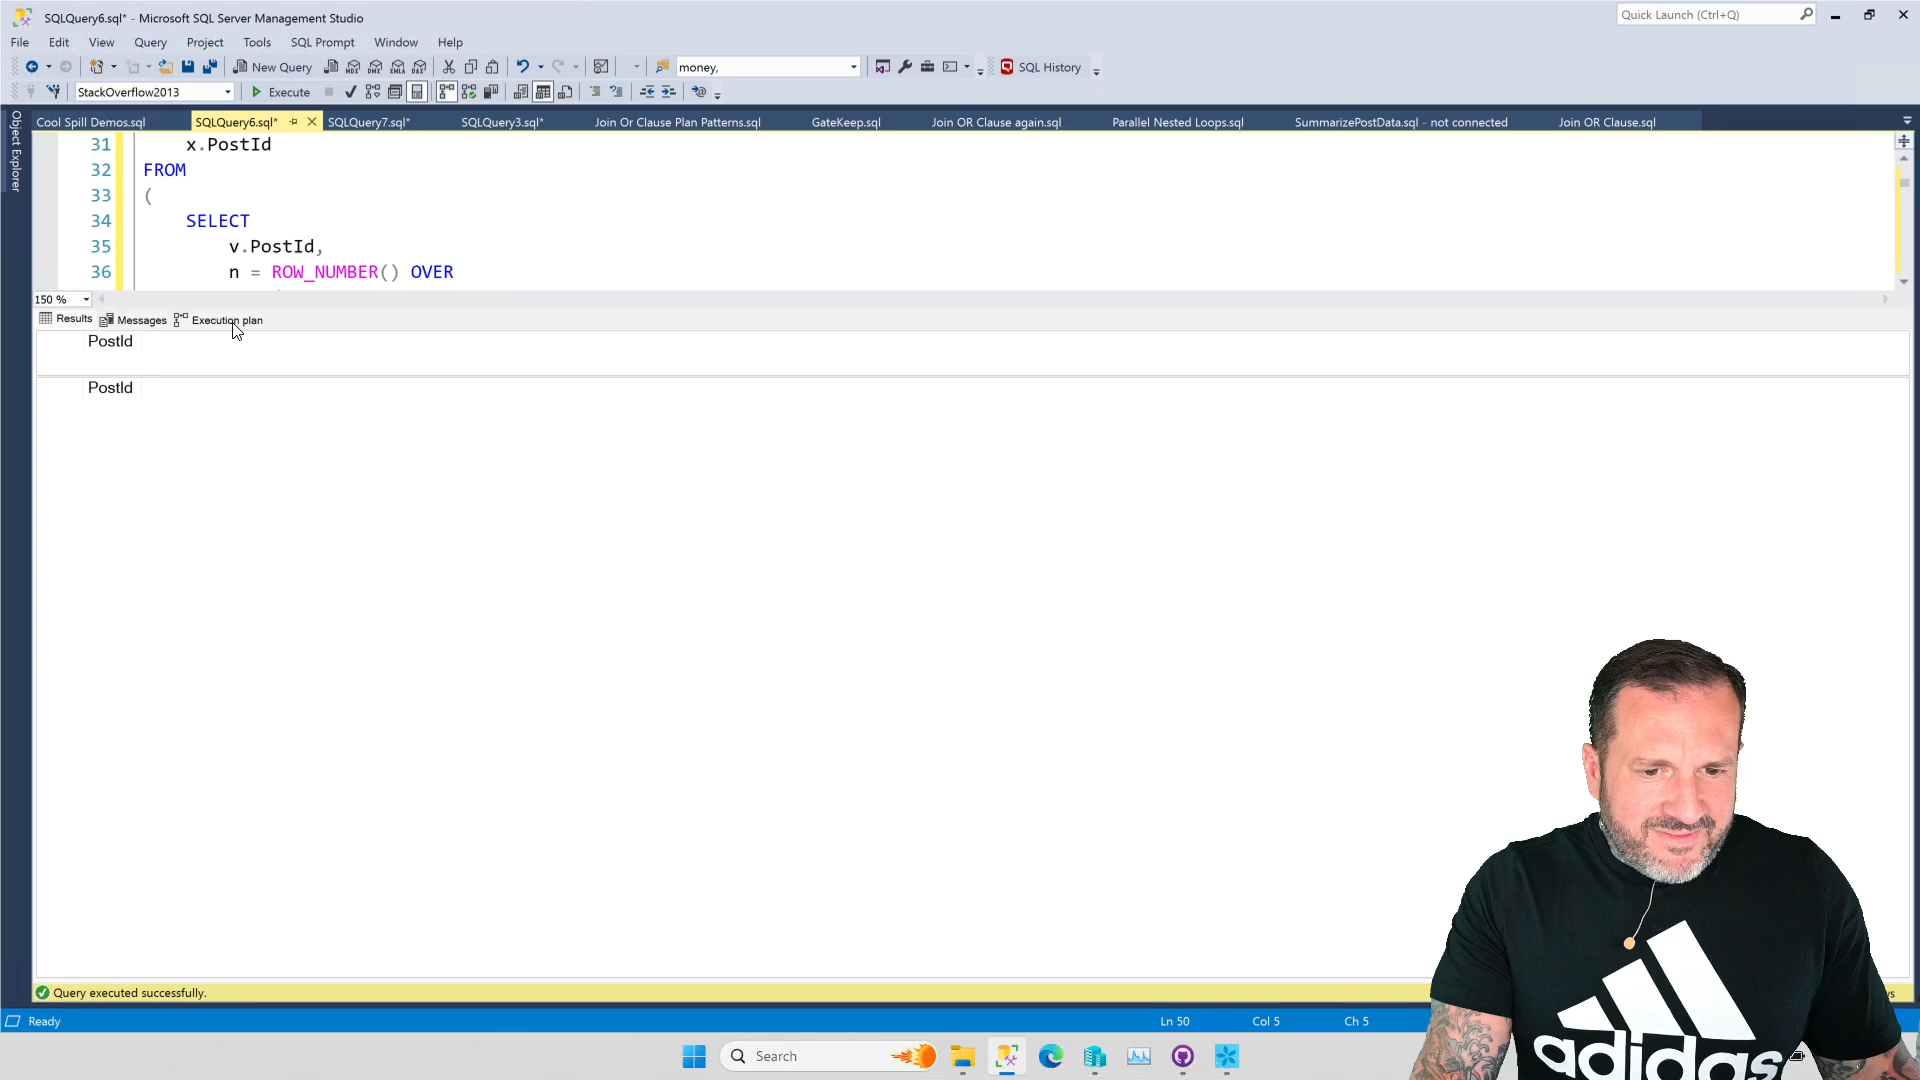 SQLQuery6.sql* - Microsoft SQL Server Management Studio
Quick Launch (Ctrl+Q)
File Edit View Query Project Tools SQL Prompt Window Help
New Query MDX DMX XMLA DAX money, SQL History
StackOverflow2013 Execute
Cool Spill Demos.sql SQLQuery6.sql* SQLQuery7.sql* SQLQuery3.sql* Join Or Clause Plan Patterns.sql GateKeep.sql Join OR Clause again.sql Parallel Nested Loops.sql SummarizePostData.sql - not connected Join OR Clause.sql
Object Explorer
31 x.PostId
32 FROM
33 (
34 SELECT
35 v.PostId,
36 n = ROW_NUMBER() OVER
150 %
Results Messages Execution plan
PostId
PostId
Query executed successfully.
Ready Ln 50 Col 5 Ch 5
Search
adidas